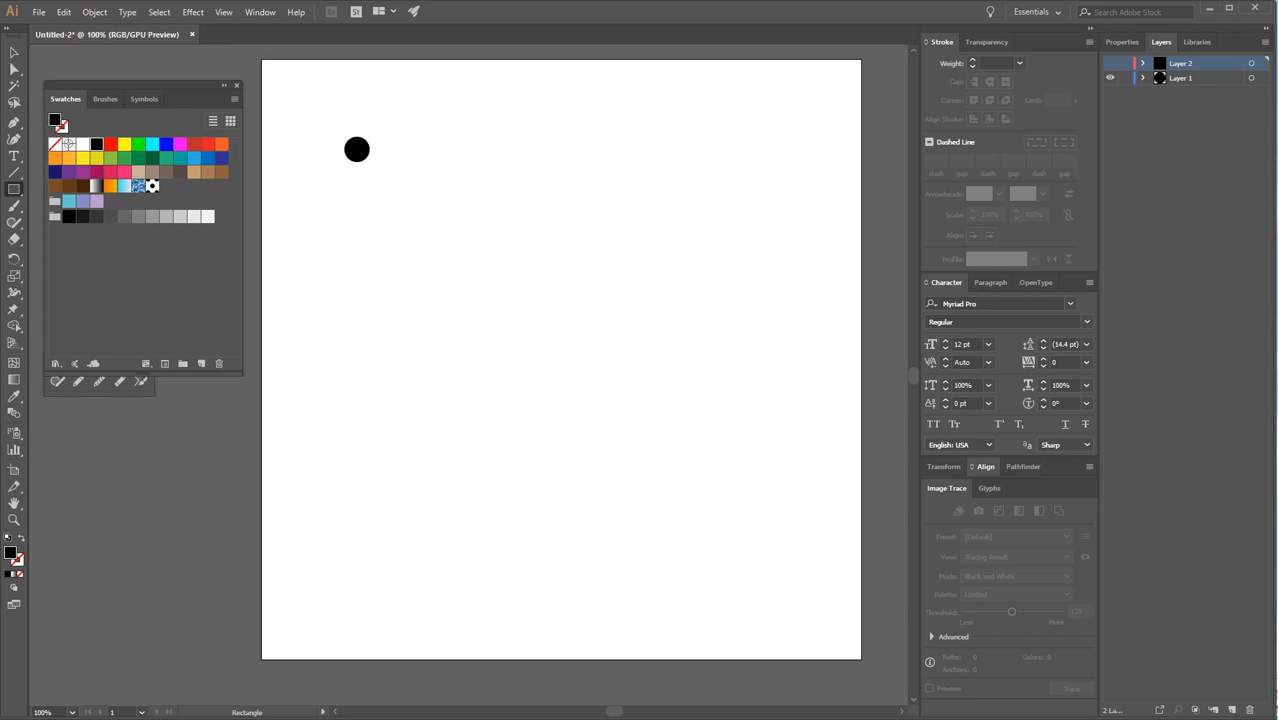 Ai File Edit Object Type Select Effect View Window Help Br St Essentials Search Adobe Stock
Untitled-2* @ 100% (RGB/GPU Preview)
Swatches Brushes Symbols
Stroke Transparency
Weight:
Caps:
Corner: Limit: x
Align Stroke:
Dashed Line
dash gap dash gap dash gap
Arrowheads:
Scale: 100% 100%
Align:
Profile:
Character Paragraph OpenType
Myriad Pro
Regular
12 pt (14.4 pt)
Auto 0
100% 100%
0 pt 0°
English: USA Sharp
Transform Align Pathfinder
Image Trace Glyphs
Preset: [Default]
View: Tracing Result
Mode: Black and White
Palette: Limited
Threshold: 128
Less More
Advanced
Paths: 0 Colors: 0
Anchors: 0
Preview Trace
Properties Layers Libraries
Layer 2
Layer 1
2 La...
100% 1 Rectangle